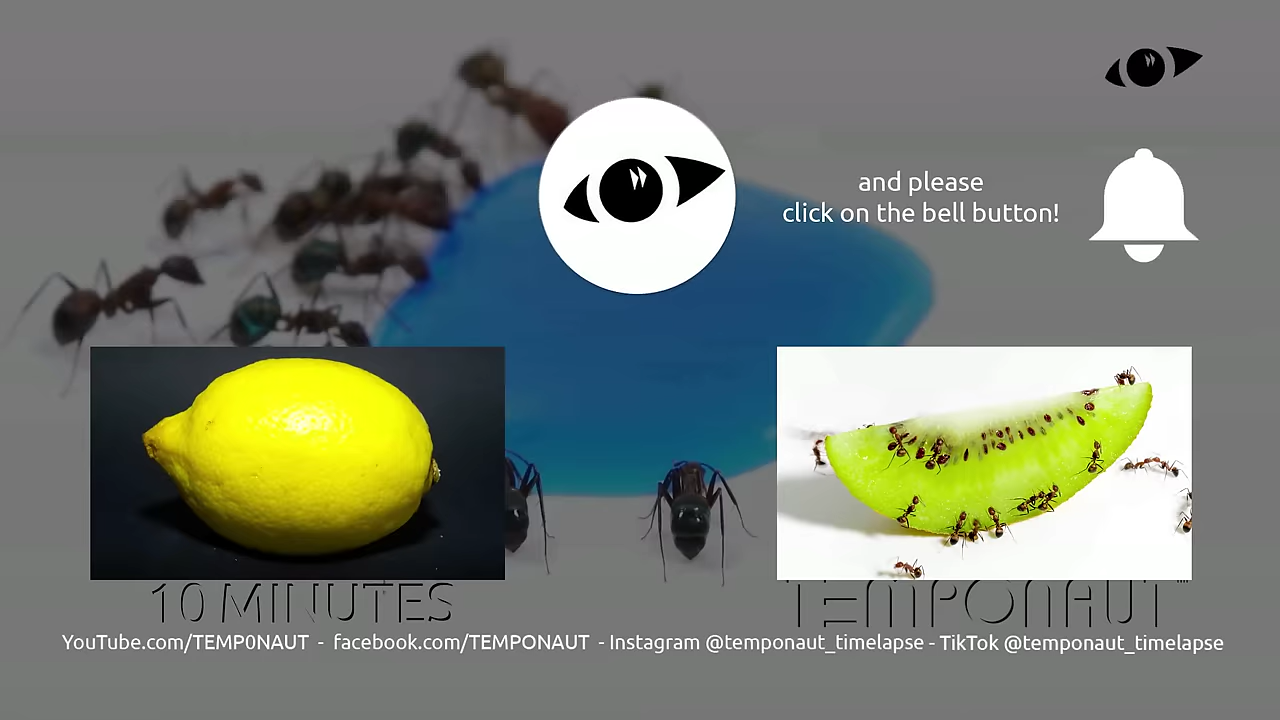 and please
click on the bell button!
10 MINUTES
TEMPONAUT
YouTube.com/TEMP0NAUT - facebook.com/TEMPONAUT - Instagram @temponaut_timelapse - TikTok @temponaut_timelapse